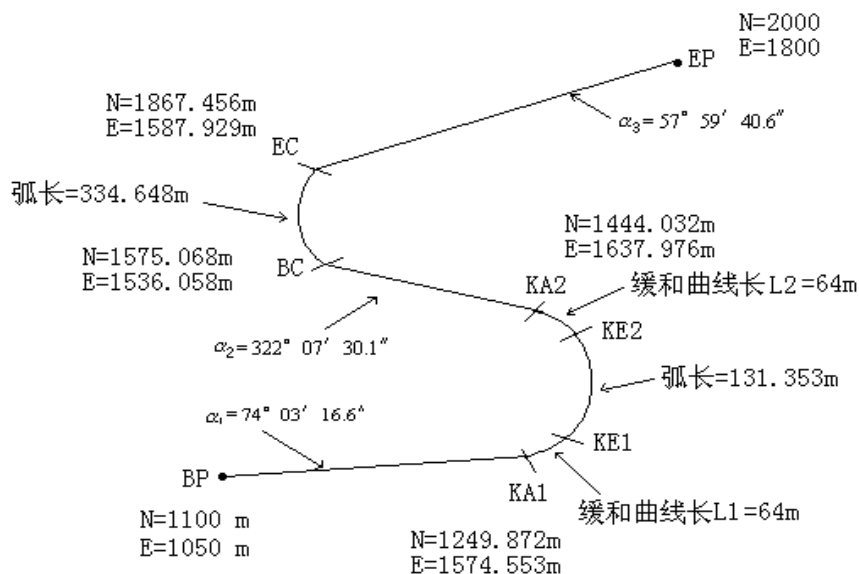 N=2000
E=1800
EP
N=1867.456m
E=1587.929m
α₃=57° 59′ 40.6″
EC
弧长=334.648m
N=1444.032m
E=1637.976m
N=1575.068m
E=1536.058m
BC
KA2
缓和曲线长L2=64m
KE2
α₂=322° 07′ 30.1″
弧长=131.353m
α₁=74° 03′ 16.6″
KE1
BP
KA1
缓和曲线长L1=64m
N=1100 m
E=1050 m
N=1249.872m
E=1574.553m